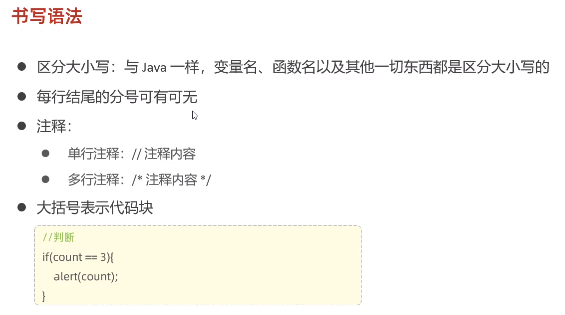 书写语法
区分大小写：与 Java 一样，变量名、函数名以及其他一切东西都是区分大小写的
每行结尾的分号可有可无
注释：
单行注释：// 注释内容
多行注释：/* 注释内容 */
大括号表示代码块
//判断
if(count == 3){
alert(count);
}